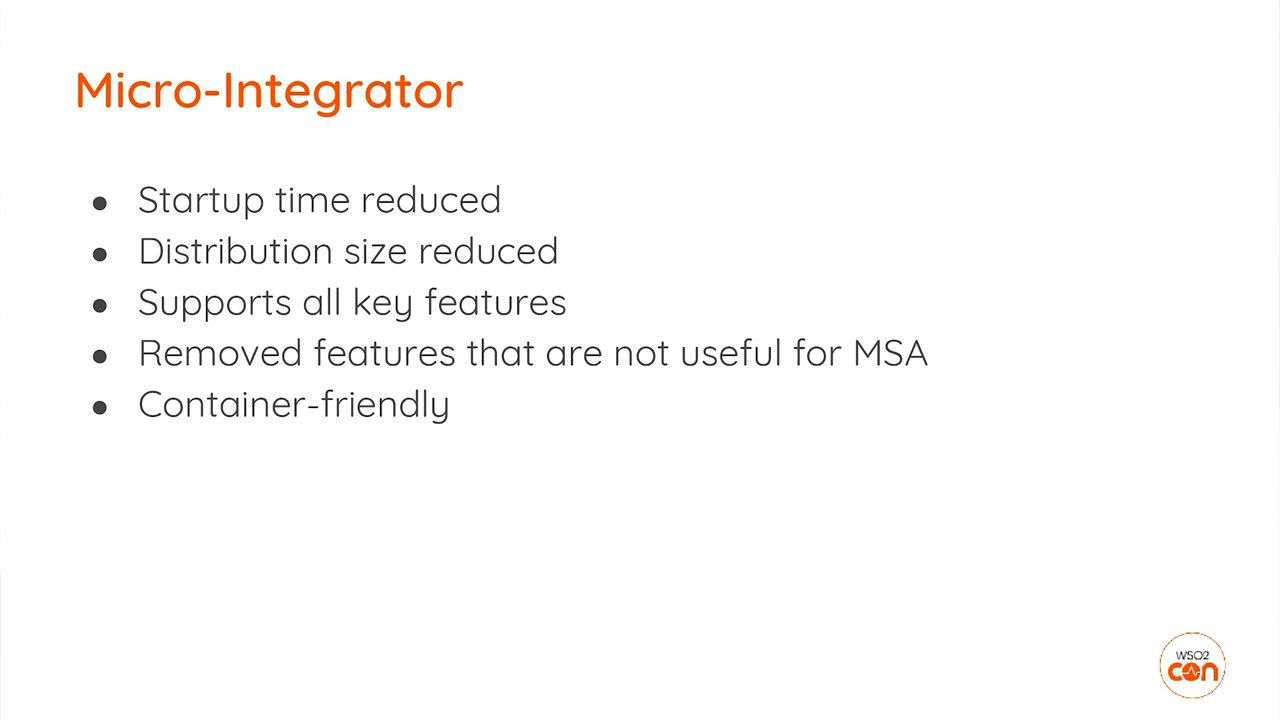 Micro-Integrator
● Startup time reduced
● Distribution size reduced
● Supports all key features
● Removed features that are not useful for MSA
● Container-friendly
WSO2
con